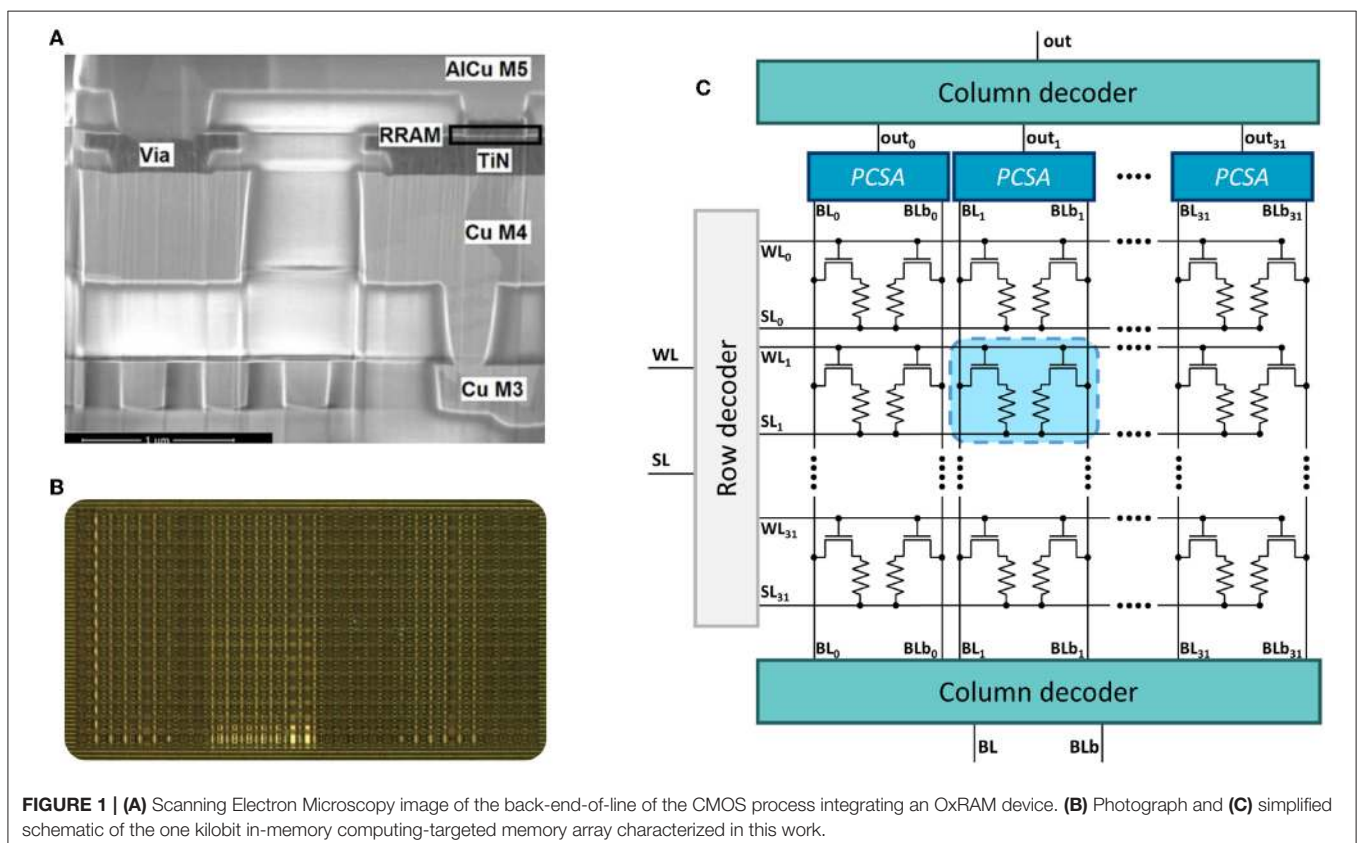 A
AlCu M5
RRAM
Via
TiN
Cu M4
Cu M3
1 µm
B
C
out
Column decoder
out₀ out₁ out₃₁
PCSA PCSA •••• PCSA
BL₀ BLb₀ BL₁ BLb₁ BL₃₁ BLb₃₁
WL₀
SL₀
WL
WL₁
Row decoder
SL₁
SL
WL₃₁
SL₃₁
BL₀ BLb₀ BL₁ BLb₁ BL₃₁ BLb₃₁
Column decoder
BL BLb
FIGURE 1 | (A) Scanning Electron Microscopy image of the back-end-of-line of the CMOS process integrating an OxRAM device. (B) Photograph and (C) simplified
schematic of the one kilobit in-memory computing-targeted memory array characterized in this work.